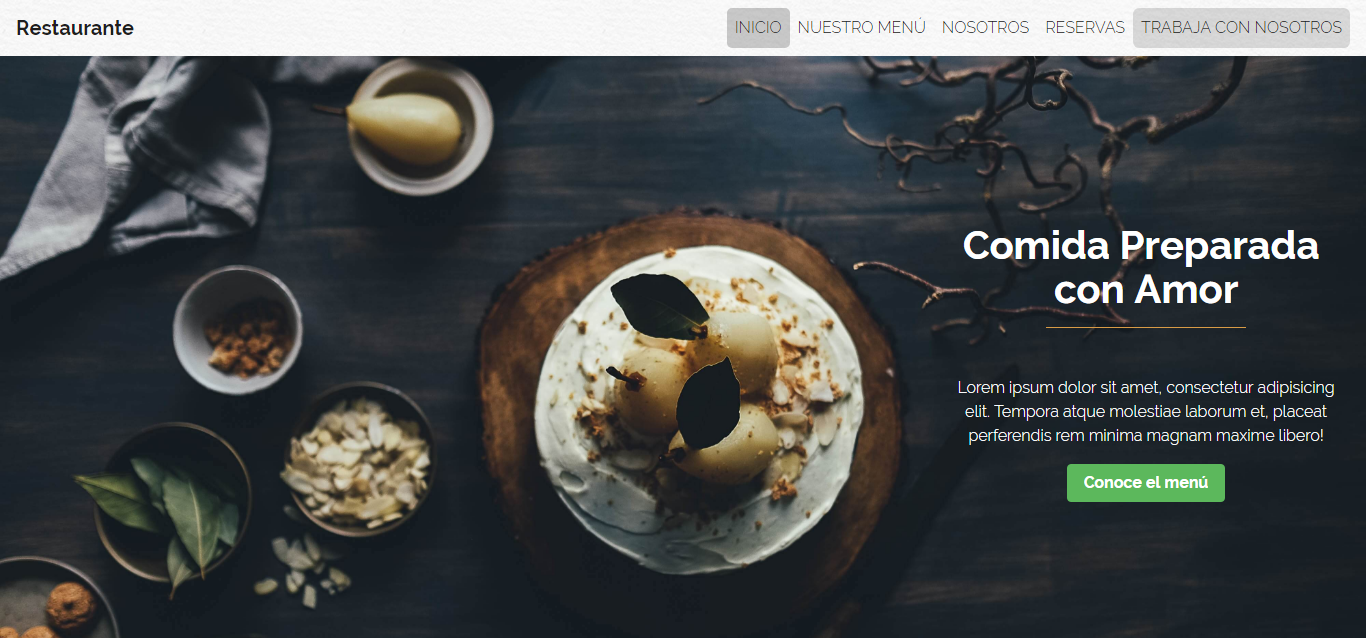 Restaurante
INICIO NUESTRO MENÚ NOSOTROS RESERVAS TRABAJA CON NOSOTROS
Comida Preparada
con Amor
Lorem ipsum dolor sit amet, consectetur adipisicing
elit. Tempora atque molestiae laborum et, placeat
perferendis rem minima magnam maxime libero!
Conoce el menú